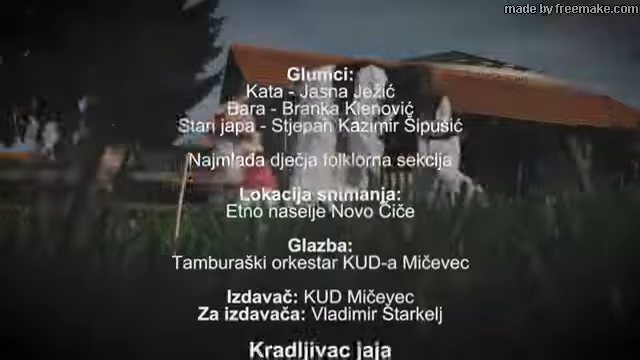 made by freemake.com
Glumci:
Kata - Jasna Ježić
Bara - Branka Klenović
Stari japa - Stjepan Kazimir Šipušić
Najmlađa dječja folklorna sekcija
Lokacija snimanja:
Etno naselje Novo Čiče
Glazba:
Tamburaški orkestar KUD-a Mičevec
Izdavač: KUD Mičevec
Za izdavača: Vladimir Štarkelj
Kradljivac jaja